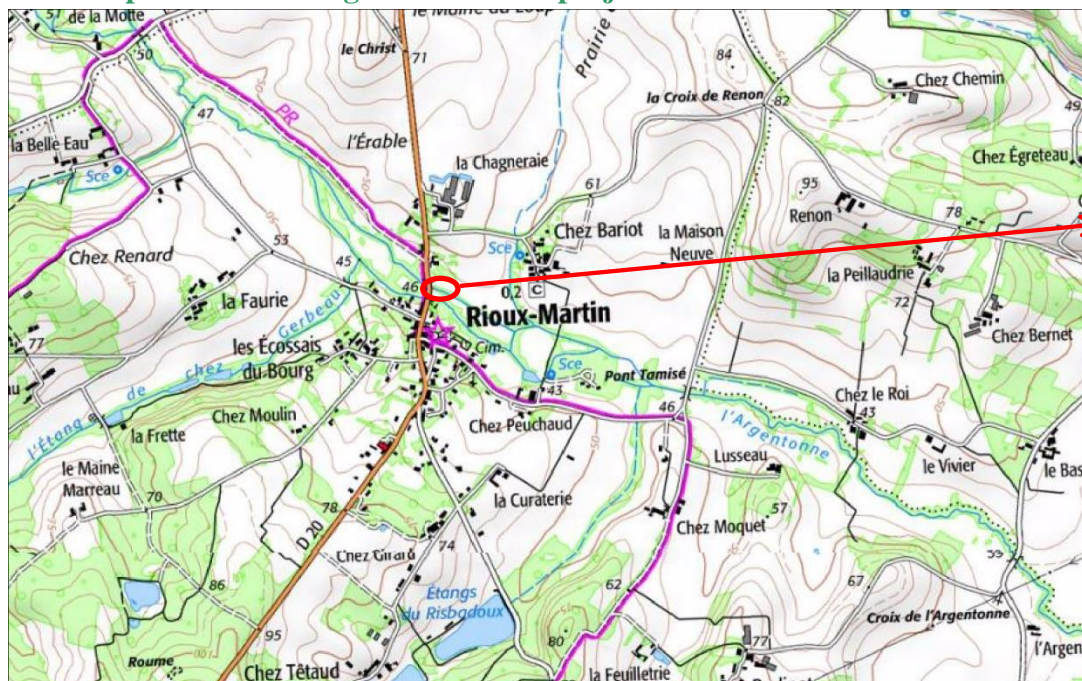 de la Motte
51
50
le Christ
71
Prairie
84
la Croix de Renon
82
Chez Chemin
49
47
PR
50
l'Érable
la Belle Eau
Sce
la Chagneraie
61
Chez Égreteau
95
Renon
78
Chez Bariot
la Maison
Neuve
Sce
53
Chez Renard
45
46
0,2
C
la Peillaudrie
72
la Faurie
Rioux-Martin
Cim.
Chez Bernet
77
les Écossais
du Bourg
l'Étang de chez Gerbeau
Sce
43
Pont Tamisé
46
Chez le Roi
43
l'Argentonne
Chez Moulin
Chez Peuchaud
50
la Frette
le Maine
Marreau
70
Lusseau
le Vivier
le Bas
la Curaterie
78
D 20
Chez Girard
74
Chez Moquet
57
33
86
62
67
Étangs
du Risbadoux
Croix de l'Argentonne
95
80
77
Roume
100
Chez Têtaud
la Feuilletrie
l'Argen